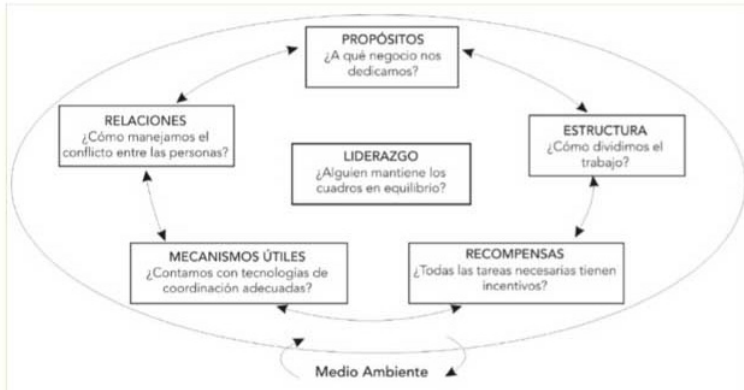 PROPÓSITOS
¿A qué negocio nos
dedicamos?
RELACIONES
¿Cómo manejamos el
conflicto entre las personas?
ESTRUCTURA
¿Cómo dividimos el
trabajo?
LIDERAZGO
¿Alguien mantiene los
cuadros en equilibrio?
MECANISMOS ÚTILES
¿Contamos con tecnologías de
coordinación adecuadas?
RECOMPENSAS
¿Todas las tareas necesarias tienen
incentivos?
Medio Ambiente